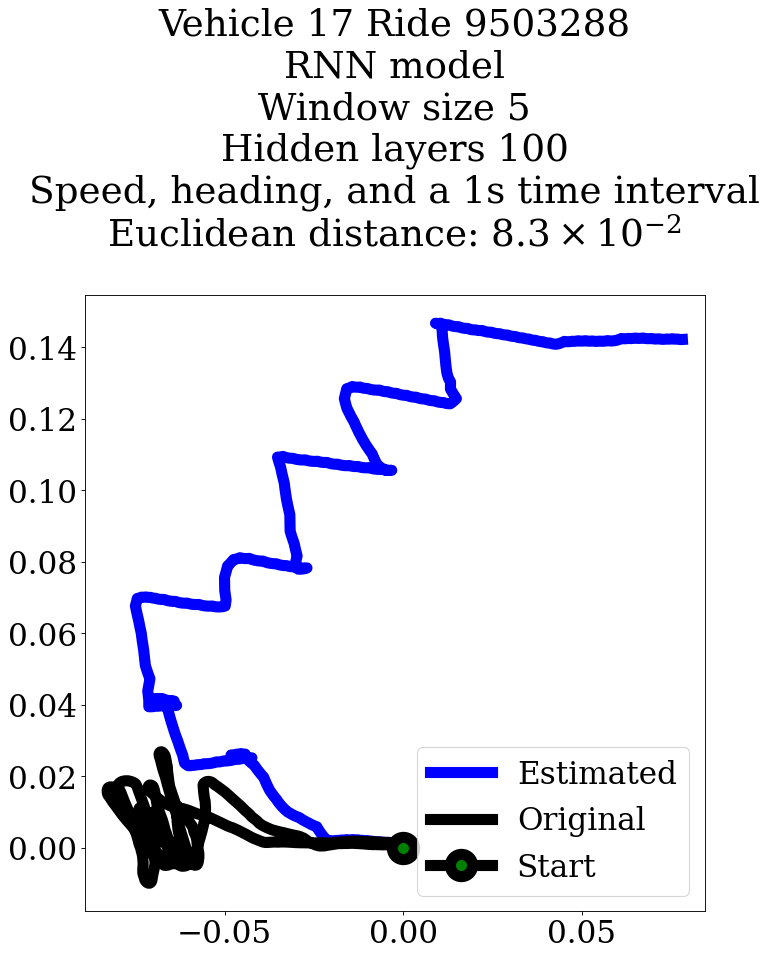 Vehicle 17 Ride 9503288
RNN model
Window size 5
Hidden layers 100
Speed, heading, and a 1s time interval
Euclidean distance: 8.3 × 10⁻²
0.14
0.12
0.10
0.08
0.06
0.04
0.02
0.00
Estimated
Original
Start
−0.05 0.00 0.05